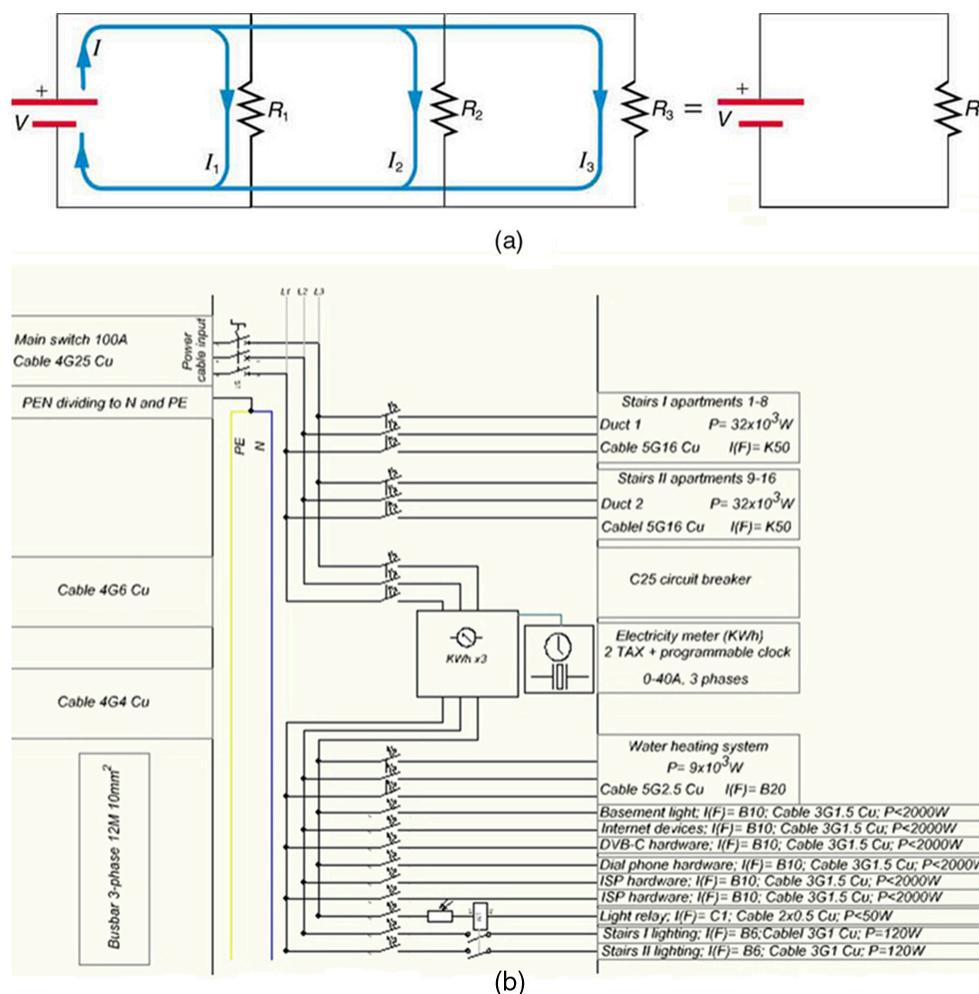 I
+
V
R1
I1
R2
I2
R3
I3
=
+
V
R
(a)
L1 L2 L3
Main switch 100A
Cable 4G25 Cu
Power cable input
PEN dividing to N and PE
PE
N
Stairs I apartments 1-8
Duct 1 P= 32x10³W
Cable 5G16 Cu I(F)= K50
Stairs II apartments 9-16
Duct 2 P= 32x10³W
Cablel 5G16 Cu I(F)= K50
Cable 4G6 Cu
C25 circuit breaker
KWh x3
Electricity meter (KWh)
2 TAX + programmable clock
0-40A, 3 phases
Cable 4G4 Cu
Busbar 3-phase 12M 10mm²
Water heating system
P= 9x10³W
Cable 5G2.5 Cu I(F)= B20
Basement light; I(F)= B10; Cable 3G1.5 Cu; P<2000W
Internet devices; I(F)= B10; Cable 3G1.5 Cu; P<2000W
DVB-C hardware; I(F)= B10; Cable 3G1.5 Cu; P<2000W
Dial phone hardware; I(F)= B10; Cable 3G1.5 Cu; P<2000W
ISP hardware; I(F)= B10; Cable 3G1.5 Cu; P<2000W
ISP hardware; I(F)= B10; Cable 3G1.5 Cu; P<2000W
Light relay; I(F)= C1; Cable 2x0.5 Cu; P<50W
Stairs I lighting; I(F)= B6;Cablel 3G1 Cu; P=120W
Stairs II lighting; I(F)= B6; Cable 3G1 Cu; P=120W
(b)